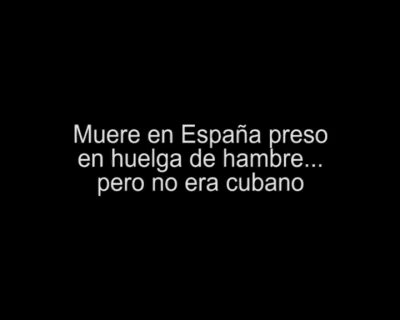 Muere en España preso
en huelga de hambre...
pero no era cubano